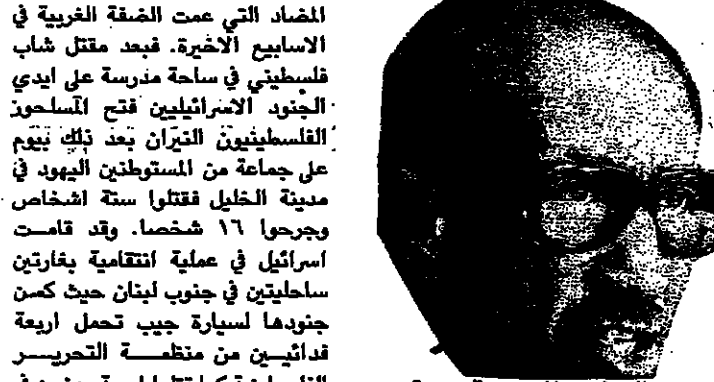 المضاد التي عمت الضفة الغربية في
الاسابيع الاخيرة. فبعد مقتل شاب
فلسطيني في ساحة مدرسة على ايدي
الجنود الاسرائيليين فتح المسلحون
الفلسطينيون النيران بعد ذلك بيوم
على جماعة من المستوطنين اليهود في
مدينة الخليل فقتلوا ستة اشخاص
وجرحوا ١٦ شخصا. وقد قامت
اسرائيل في عملية انتقامية بغارتين
ساحليتين في جنوب لبنان حيث كمن
جنودها لسيارة جيب تحمل اربعة
فدائيين من منظمة التحرير